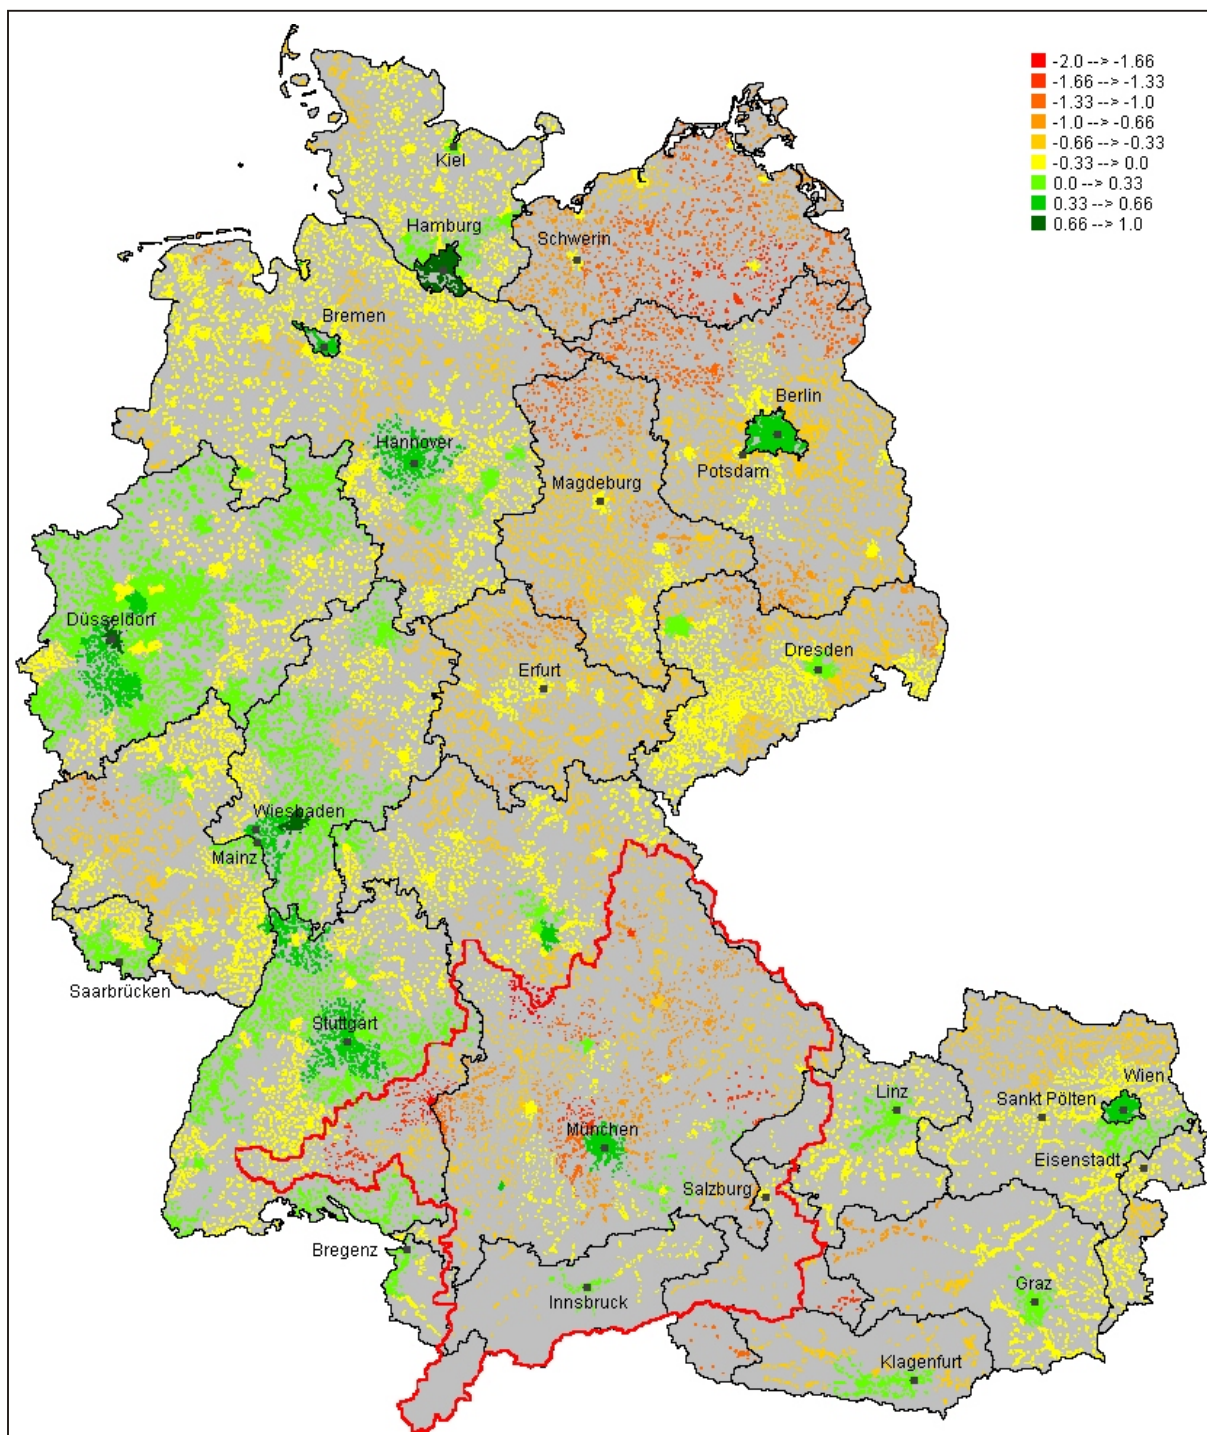 -2.0 --> -1.66
-1.66 --> -1.33
-1.33 --> -1.0
-1.0 --> -0.66
-0.66 --> -0.33
-0.33 --> 0.0
0.0 --> 0.33
0.33 --> 0.66
0.66 --> 1.0
Kiel
Hamburg
Schwerin
Bremen
Berlin
Hannover
Potsdam
Magdeburg
Düsseldorf
Dresden
Erfurt
Wiesbaden
Mainz
Saarbrücken
Stuttgart
Wien
Linz
Sankt Pölten
München
Eisenstadt
Salzburg
Bregenz
Graz
Innsbruck
Klagenfurt